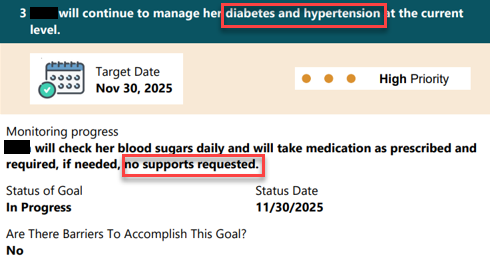 3 will continue to manage her diabetes and hypertension at the current
level.
Target Date
Nov 30, 2025
High Priority
Monitoring progress
will check her blood sugars daily and will take medication as prescribed and
required, if needed, no supports requested.
Status of Goal
Status Date
In Progress
11/30/2025
Are There Barriers To Accomplish This Goal?
No